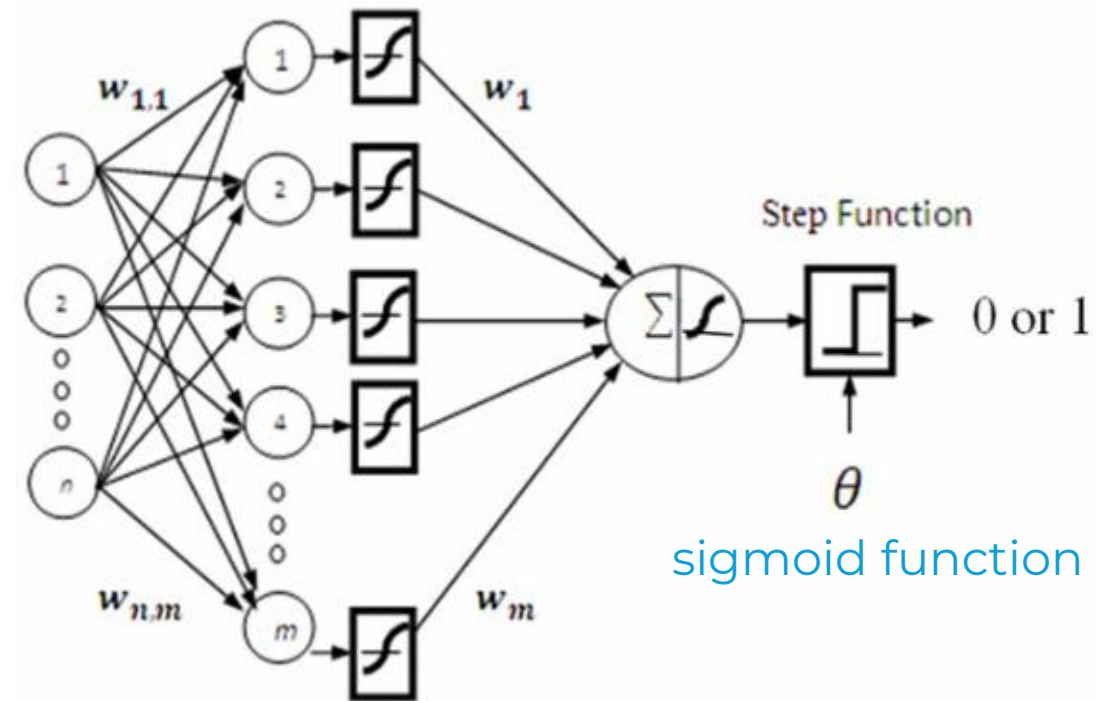 1
w₁,₁
w₁
1
2
Step Function
2
3
Σ
0 or 1
4
n
θ
sigmoid function
wₙ,ₘ
wₘ
m